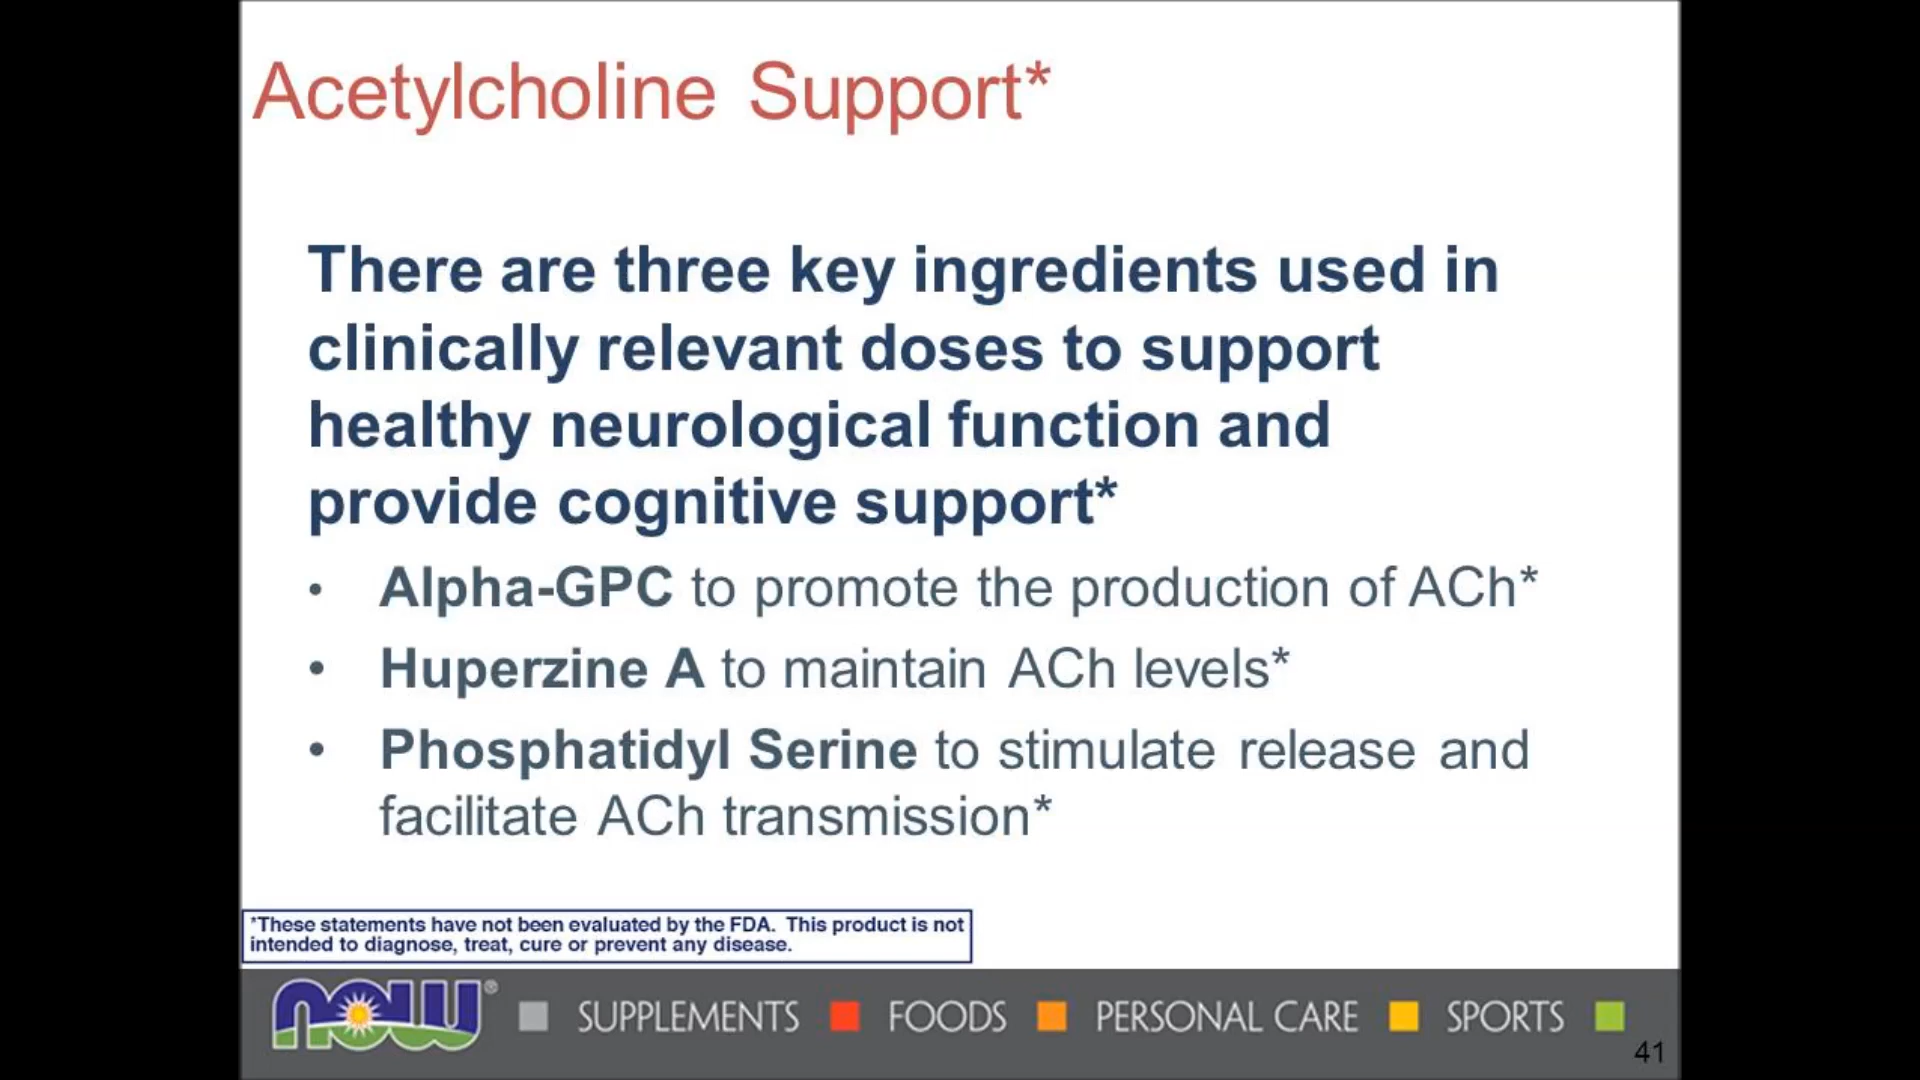 Acetylcholine Support*
There are three key ingredients used in
clinically relevant doses to support
healthy neurological function and
provide cognitive support*
• Alpha-GPC to promote the production of ACh*
• Huperzine A to maintain ACh levels*
• Phosphatidyl Serine to stimulate release and
facilitate ACh transmission*
*These statements have not been evaluated by the FDA. This product is not
intended to diagnose, treat, cure or prevent any disease.
now® SUPPLEMENTS FOODS PERSONAL CARE SPORTS
41